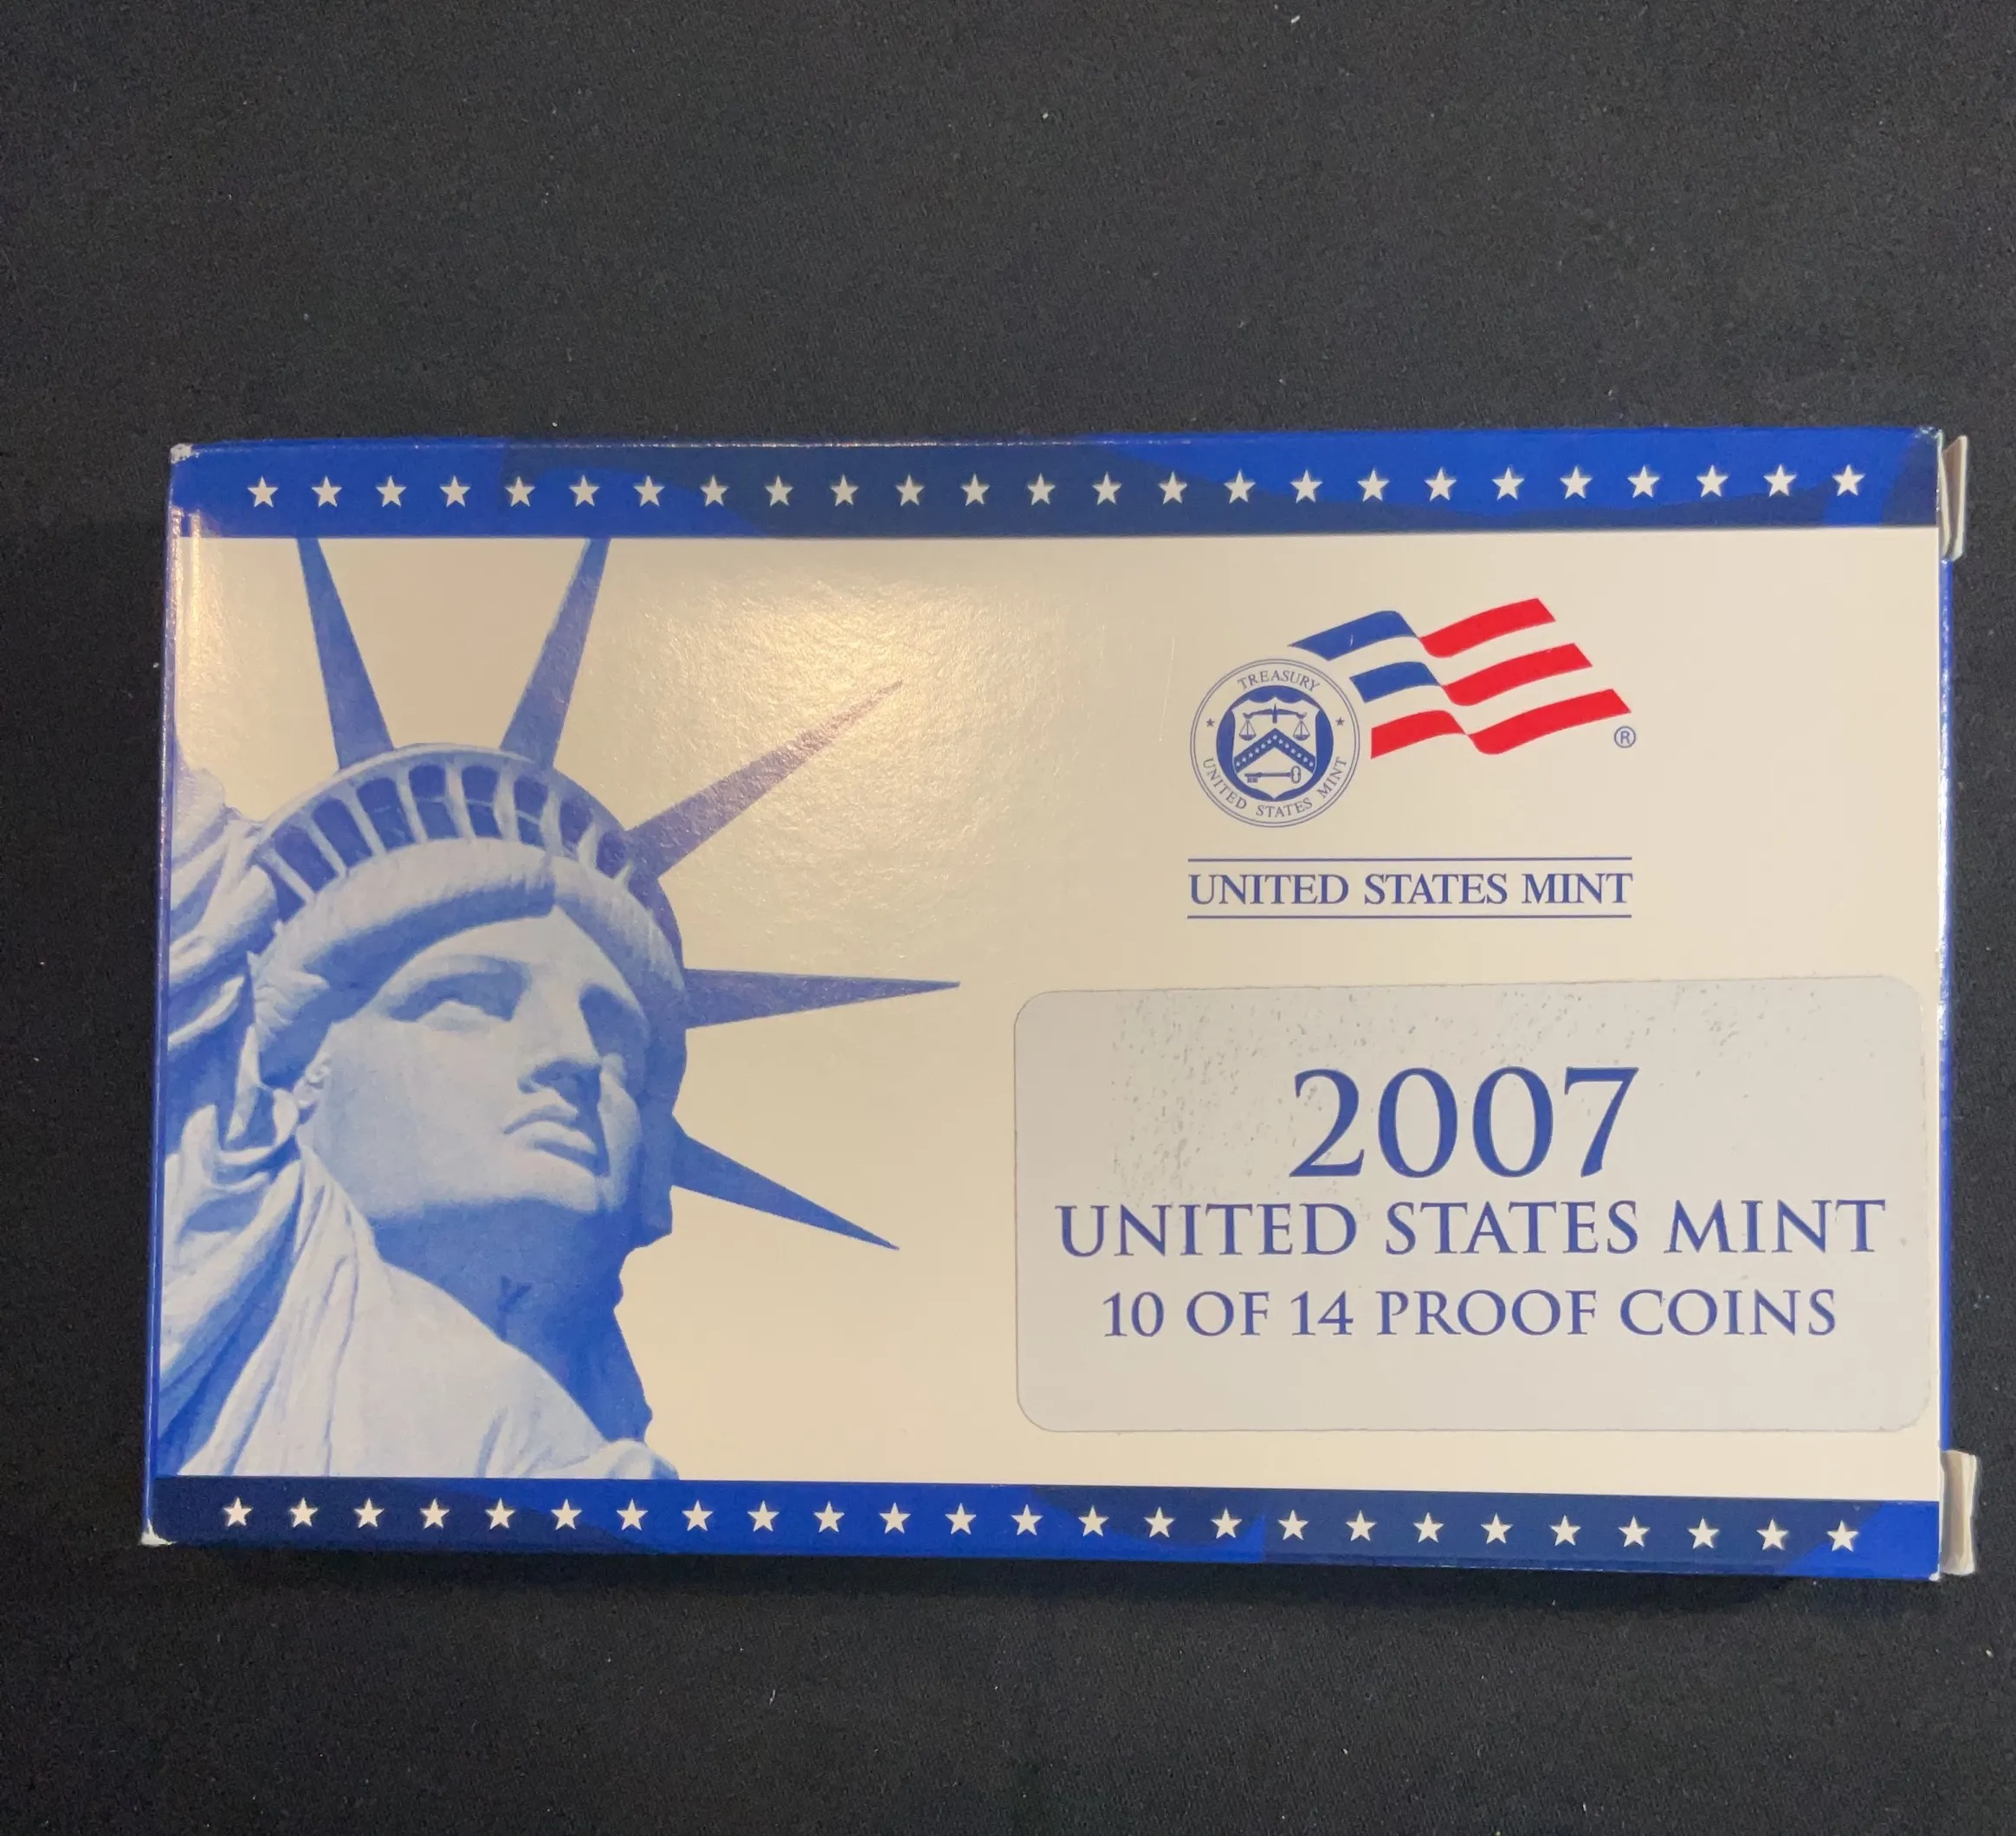 TREASURY
UNITED STATES MINT
®
UNITED STATES MINT
2007
UNITED STATES MINT
10 OF 14 PROOF COINS